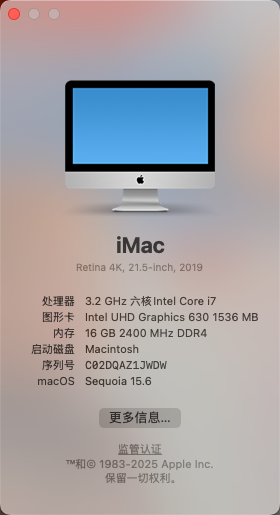 iMac
Retina 4K, 21.5-inch, 2019
处理器 3.2 GHz 六核Intel Core i7
图形卡 Intel UHD Graphics 630 1536 MB
内存 16 GB 2400 MHz DDR4
启动磁盘 Macintosh
序列号 C02DQAZ1JWDW
macOS Sequoia 15.6
更多信息...
监管认证
™和© 1983-2025 Apple Inc.
保留一切权利。